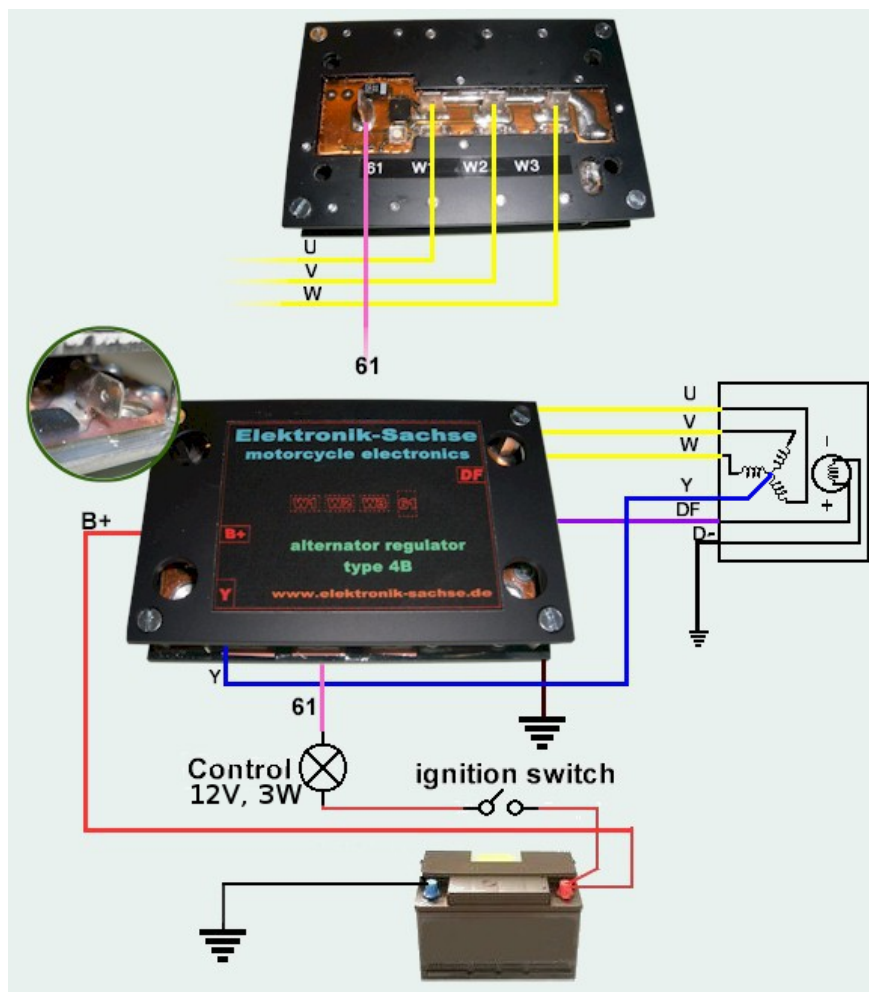 61 W1 W2 W3
U
V
W
61
U
V
W
Y
DF
D-
B+
Elektronik-Sachse
motorcycle electronics
DF
W1 W2 W3 61
B+
alternator regulator
type 4B
Y
www.elektronik-sachse.de
Y
61
Control
12V, 3W
ignition switch
-
+